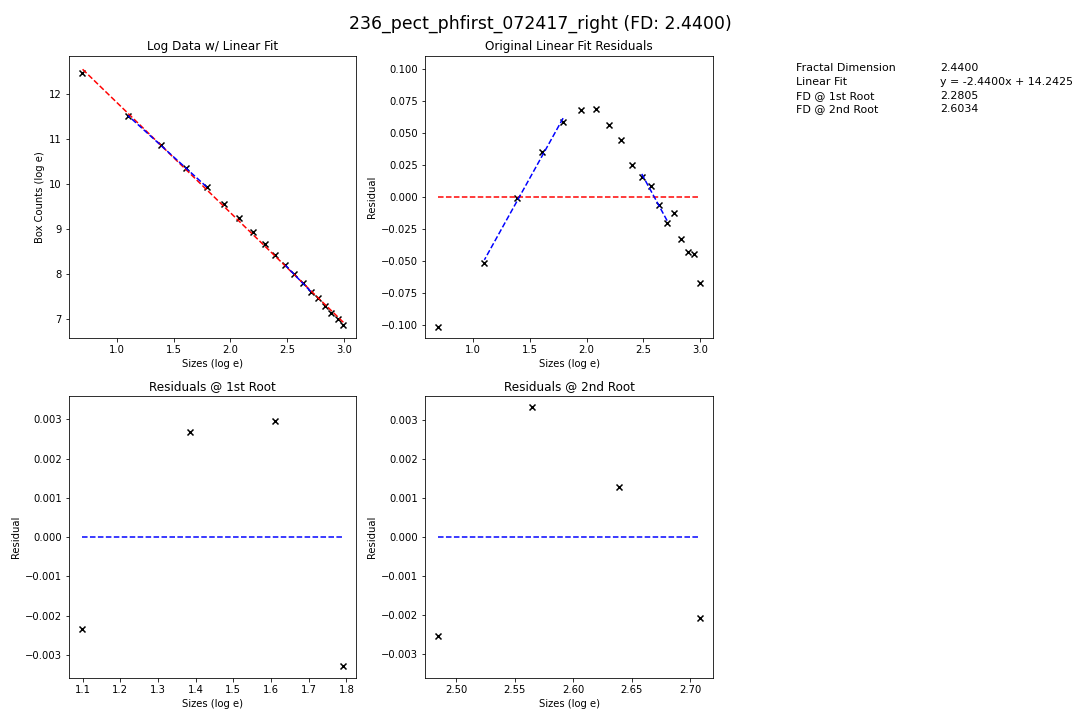 236_pect_phfirst_072417_right (FD: 2.4400)
Log Data w/ Linear Fit
Box Counts (log e)
12
11
10
9
8
7
1.0 1.5 2.0 2.5 3.0
Sizes (log e)
Original Linear Fit Residuals
Residual
0.100
0.075
0.050
0.025
0.000
−0.025
−0.050
−0.075
−0.100
1.0 1.5 2.0 2.5 3.0
Sizes (log e)
Fractal Dimension 2.4400
Linear Fit y = -2.4400x + 14.2425
FD @ 1st Root 2.2805
FD @ 2nd Root 2.6034
Residuals @ 1st Root
Residual
0.003
0.002
0.001
0.000
−0.001
−0.002
−0.003
1.1 1.2 1.3 1.4 1.5 1.6 1.7 1.8
Sizes (log e)
Residuals @ 2nd Root
Residual
0.003
0.002
0.001
0.000
−0.001
−0.002
−0.003
2.50 2.55 2.60 2.65 2.70
Sizes (log e)